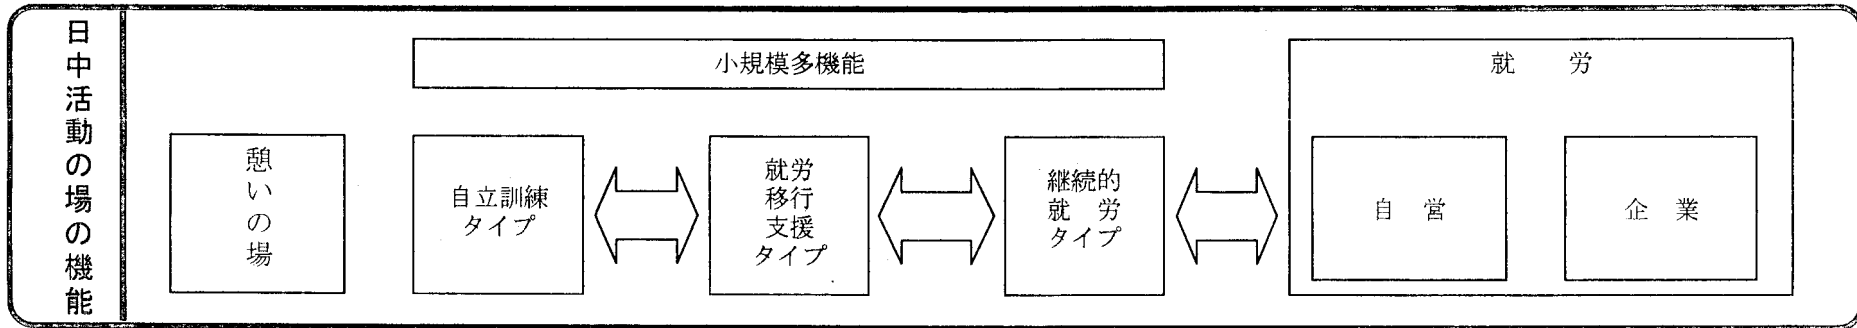 日中活動の場の機能
小規模多機能
就　労
憩いの場
自立訓練
タイプ
就労
移行
支援
タイプ
継続的
就　労
タイプ
自　営
企　業